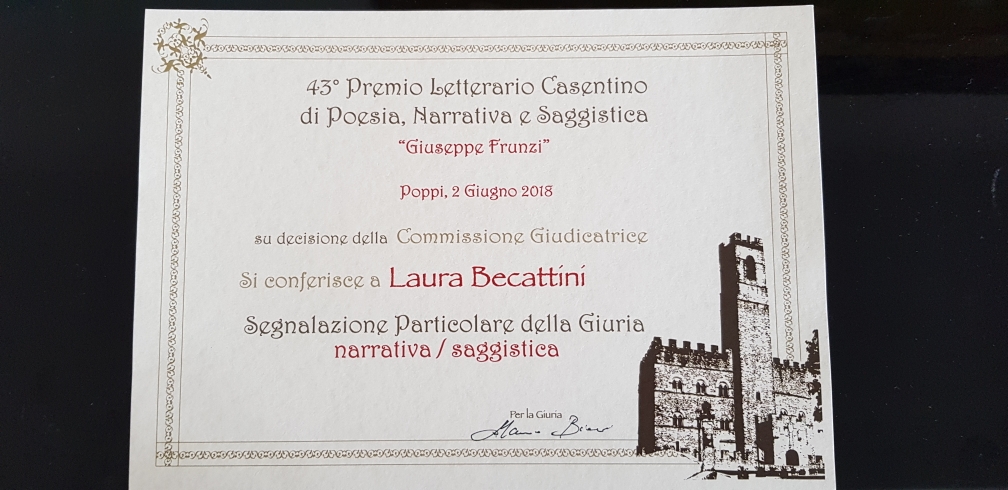 43° Premio Letterario Casentino
di Poesia, Narrativa e Saggistica
“Giuseppe Frunzi”
Poppi, 2 Giugno 2018
su decisione della Commissione Giudicatrice
Si conferisce a Laura Becattini
Segnalazione Particolare della Giuria
narrativa / saggistica
Per la Giuria